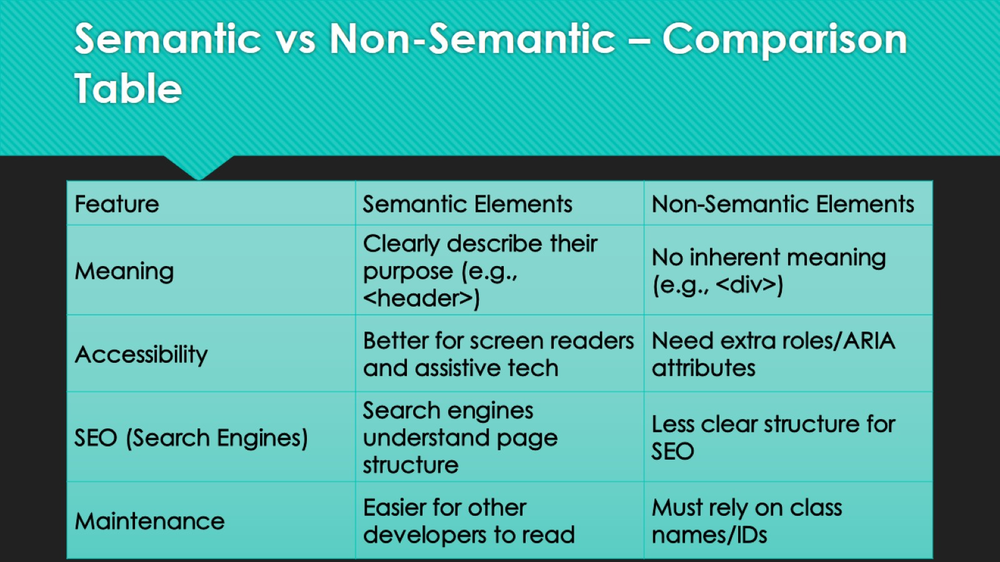 Semantic vs Non-Semantic – Comparison
Table
Feature
Semantic Elements
Non-Semantic Elements
Meaning
Clearly describe their
purpose (e.g.,
<header>)
No inherent meaning
(e.g., <div>)
Accessibility
Better for screen readers
and assistive tech
Need extra roles/ARIA
attributes
SEO (Search Engines)
Search engines
understand page
structure
Less clear structure for
SEO
Maintenance
Easier for other
developers to read
Must rely on class
names/IDs